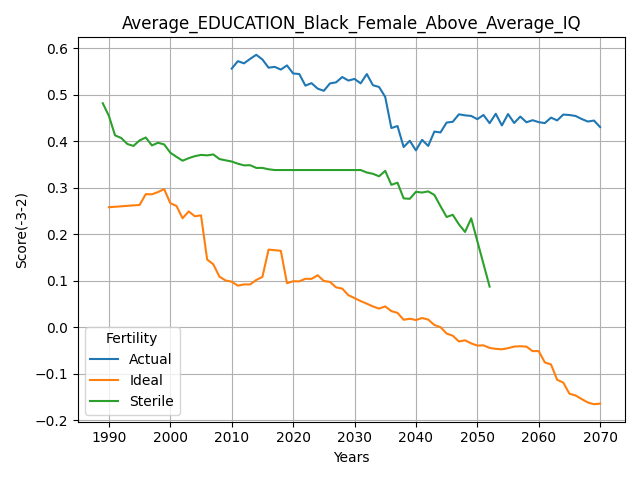 Average_EDUCATION_Black_Female_Above_Average_IQ
Score(-3-2)
0.6
0.5
0.4
0.3
0.2
0.1
0.0
−0.1
−0.2
Fertility
Actual
Ideal
Sterile
1990 2000 2010 2020 2030 2040 2050 2060 2070
Years